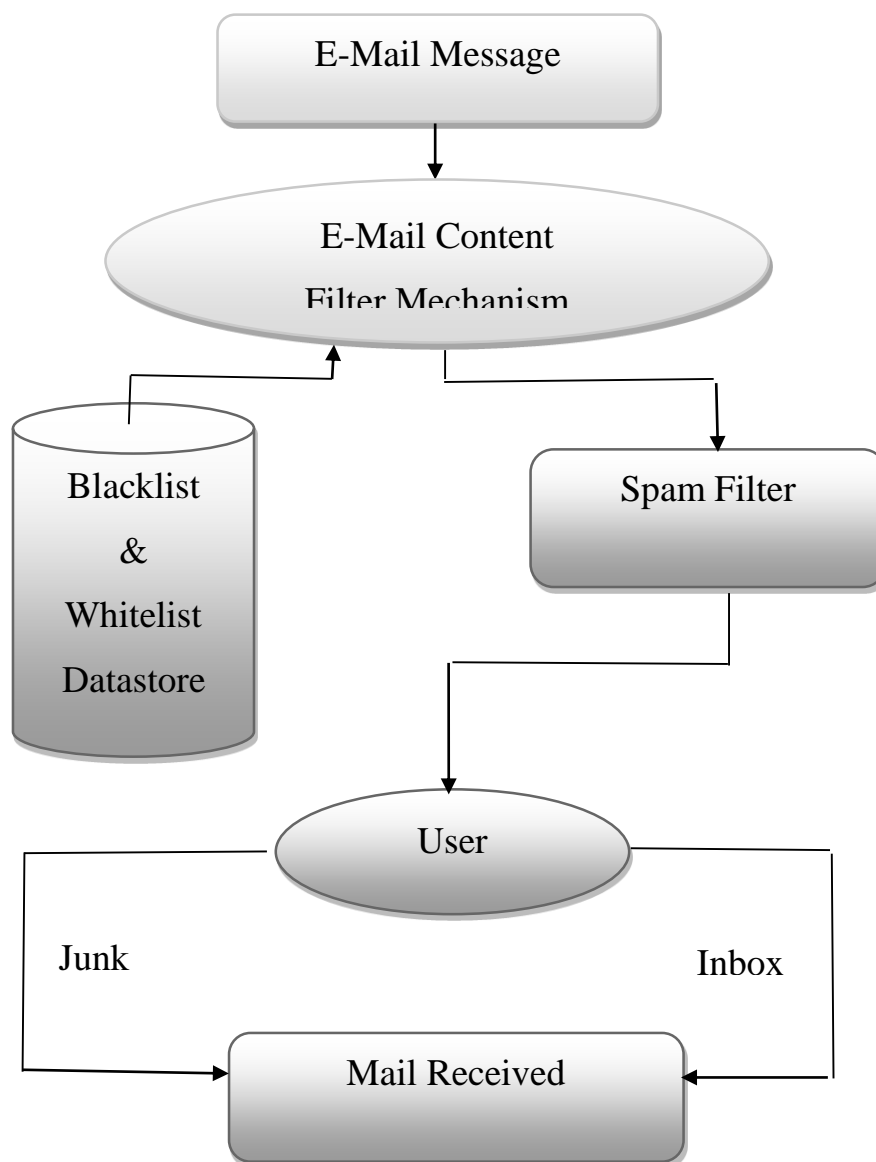 E-Mail Message
E-Mail Content
Filter Mechanism
Blacklist
&
Whitelist
Datastore
Spam Filter
User
Junk
Inbox
Mail Received